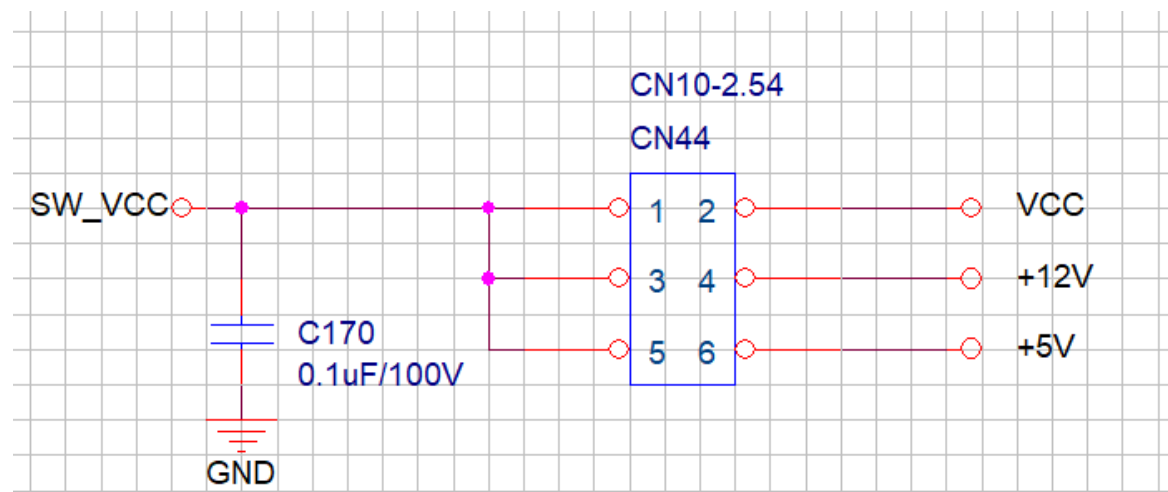 CN10-2.54
CN44
SW_VCC 1 2 VCC
3 4 +12V
5 6 +5V
C170
0.1uF/100V
GND